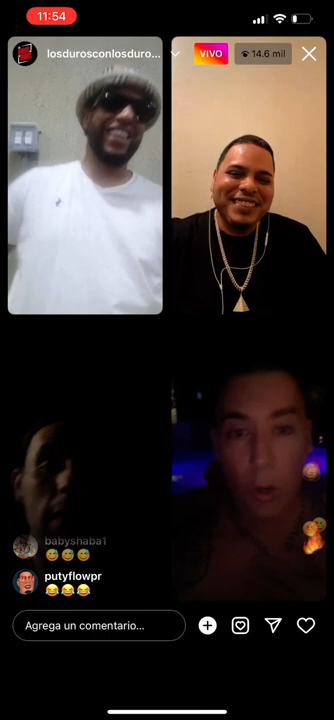 11:54
losdurosconlosduro...
VIVO
14.6 mil
babyshaba1
putyflowpr
Agrega un comentario...